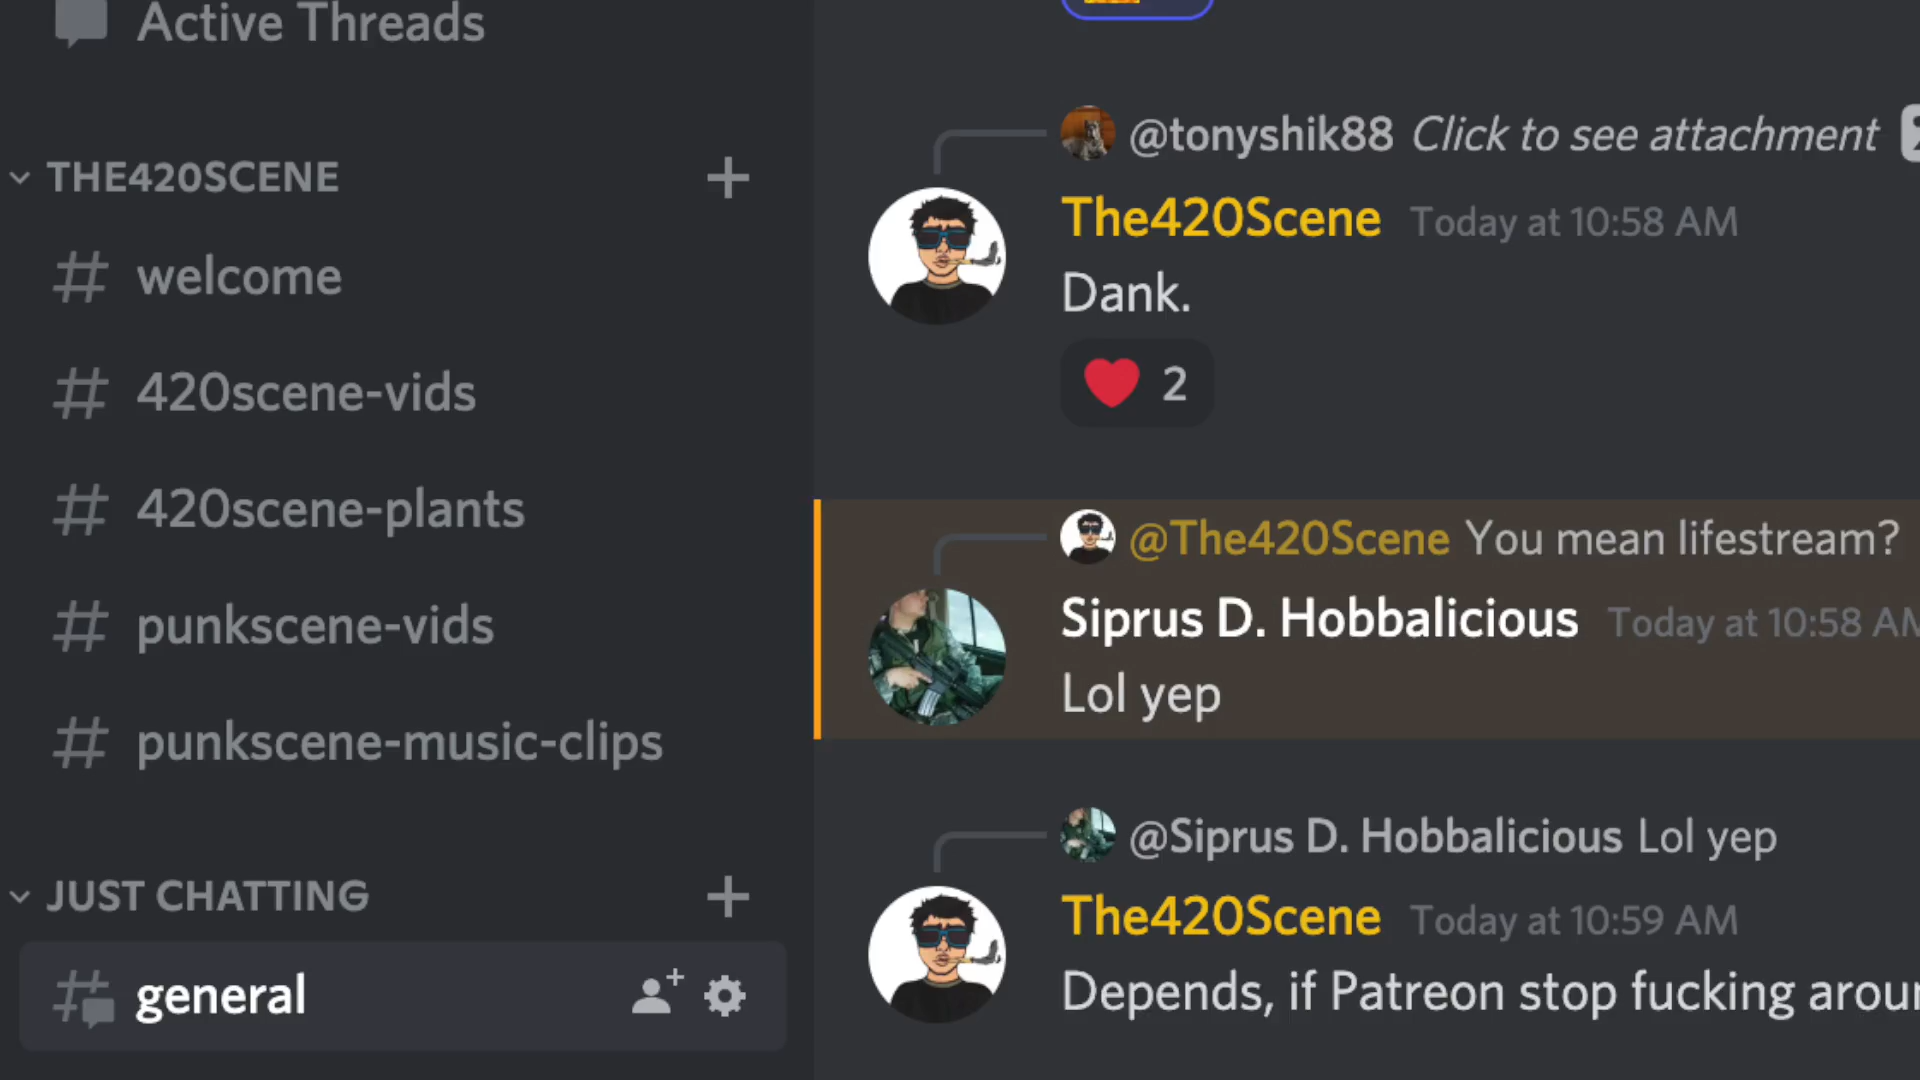 Active Threads
THE420SCENE
welcome
420scene-vids
420scene-plants
punkscene-vids
punkscene-music-clips
JUST CHATTING
general
@tonyshik88 Click to see attachment
The420Scene Today at 10:58 AM
Dank.
2
@The420Scene You mean lifestream?
Siprus D. Hobbalicious Today at 10:58 AM
Lol yep
@Siprus D. Hobbalicious Lol yep
The420Scene Today at 10:59 AM
Depends, if Patreon stop fucking arou